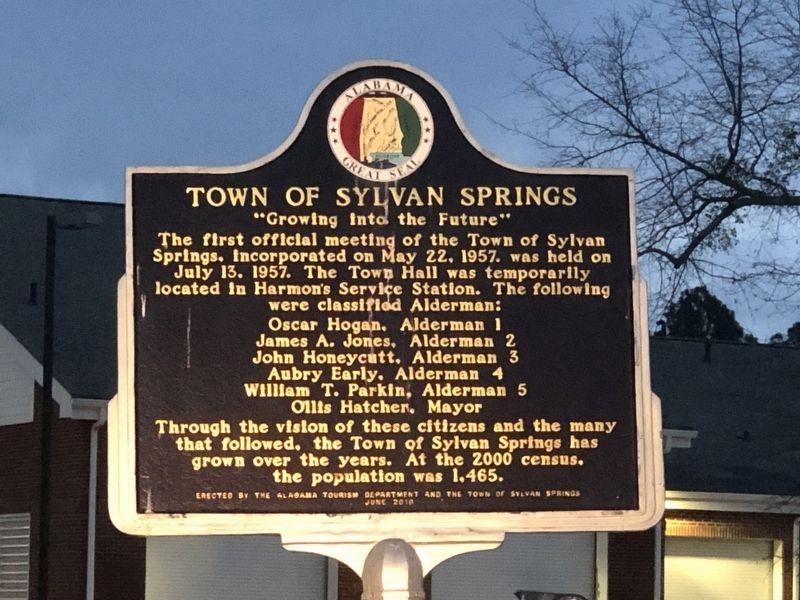 ALABAMA
GREAT SEAL
TOWN OF SYLVAN SPRINGS
"Growing into the Future"
The first official meeting of the Town of Sylvan
Springs, incorporated on May 22, 1957, was held on
July 13, 1957. The Town Hall was temporarily
located in Harmon's Service Station. The following
were classified Alderman:
Oscar Hogan, Alderman 1
James A. Jones, Alderman 2
John Honeycutt, Alderman 3
Aubry Early, Alderman 4
William T. Parkin, Alderman 5
Ollis Hatcher, Mayor
Through the vision of these citizens and the many
that followed, the Town of Sylvan Springs has
grown over the years. At the 2000 census,
the population was 1,465.
ERECTED BY THE ALABAMA TOURISM DEPARTMENT AND THE TOWN OF SYLVAN SPRINGS
JUNE 2010